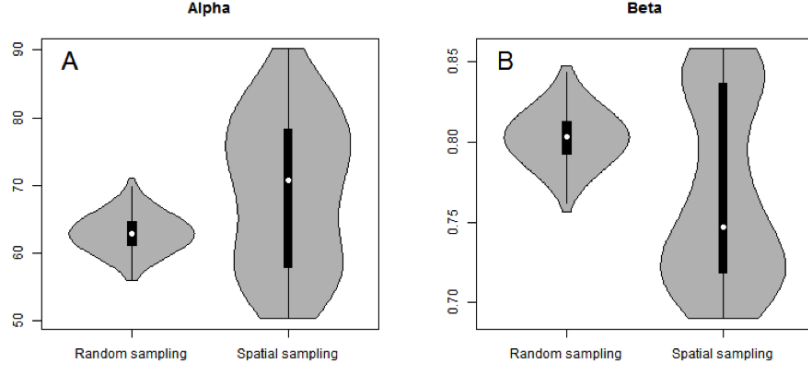 Alpha
A
90
80
70
60
50
Random sampling
Spatial sampling
Beta
B
0.85
0.80
0.75
0.70
Random sampling
Spatial sampling